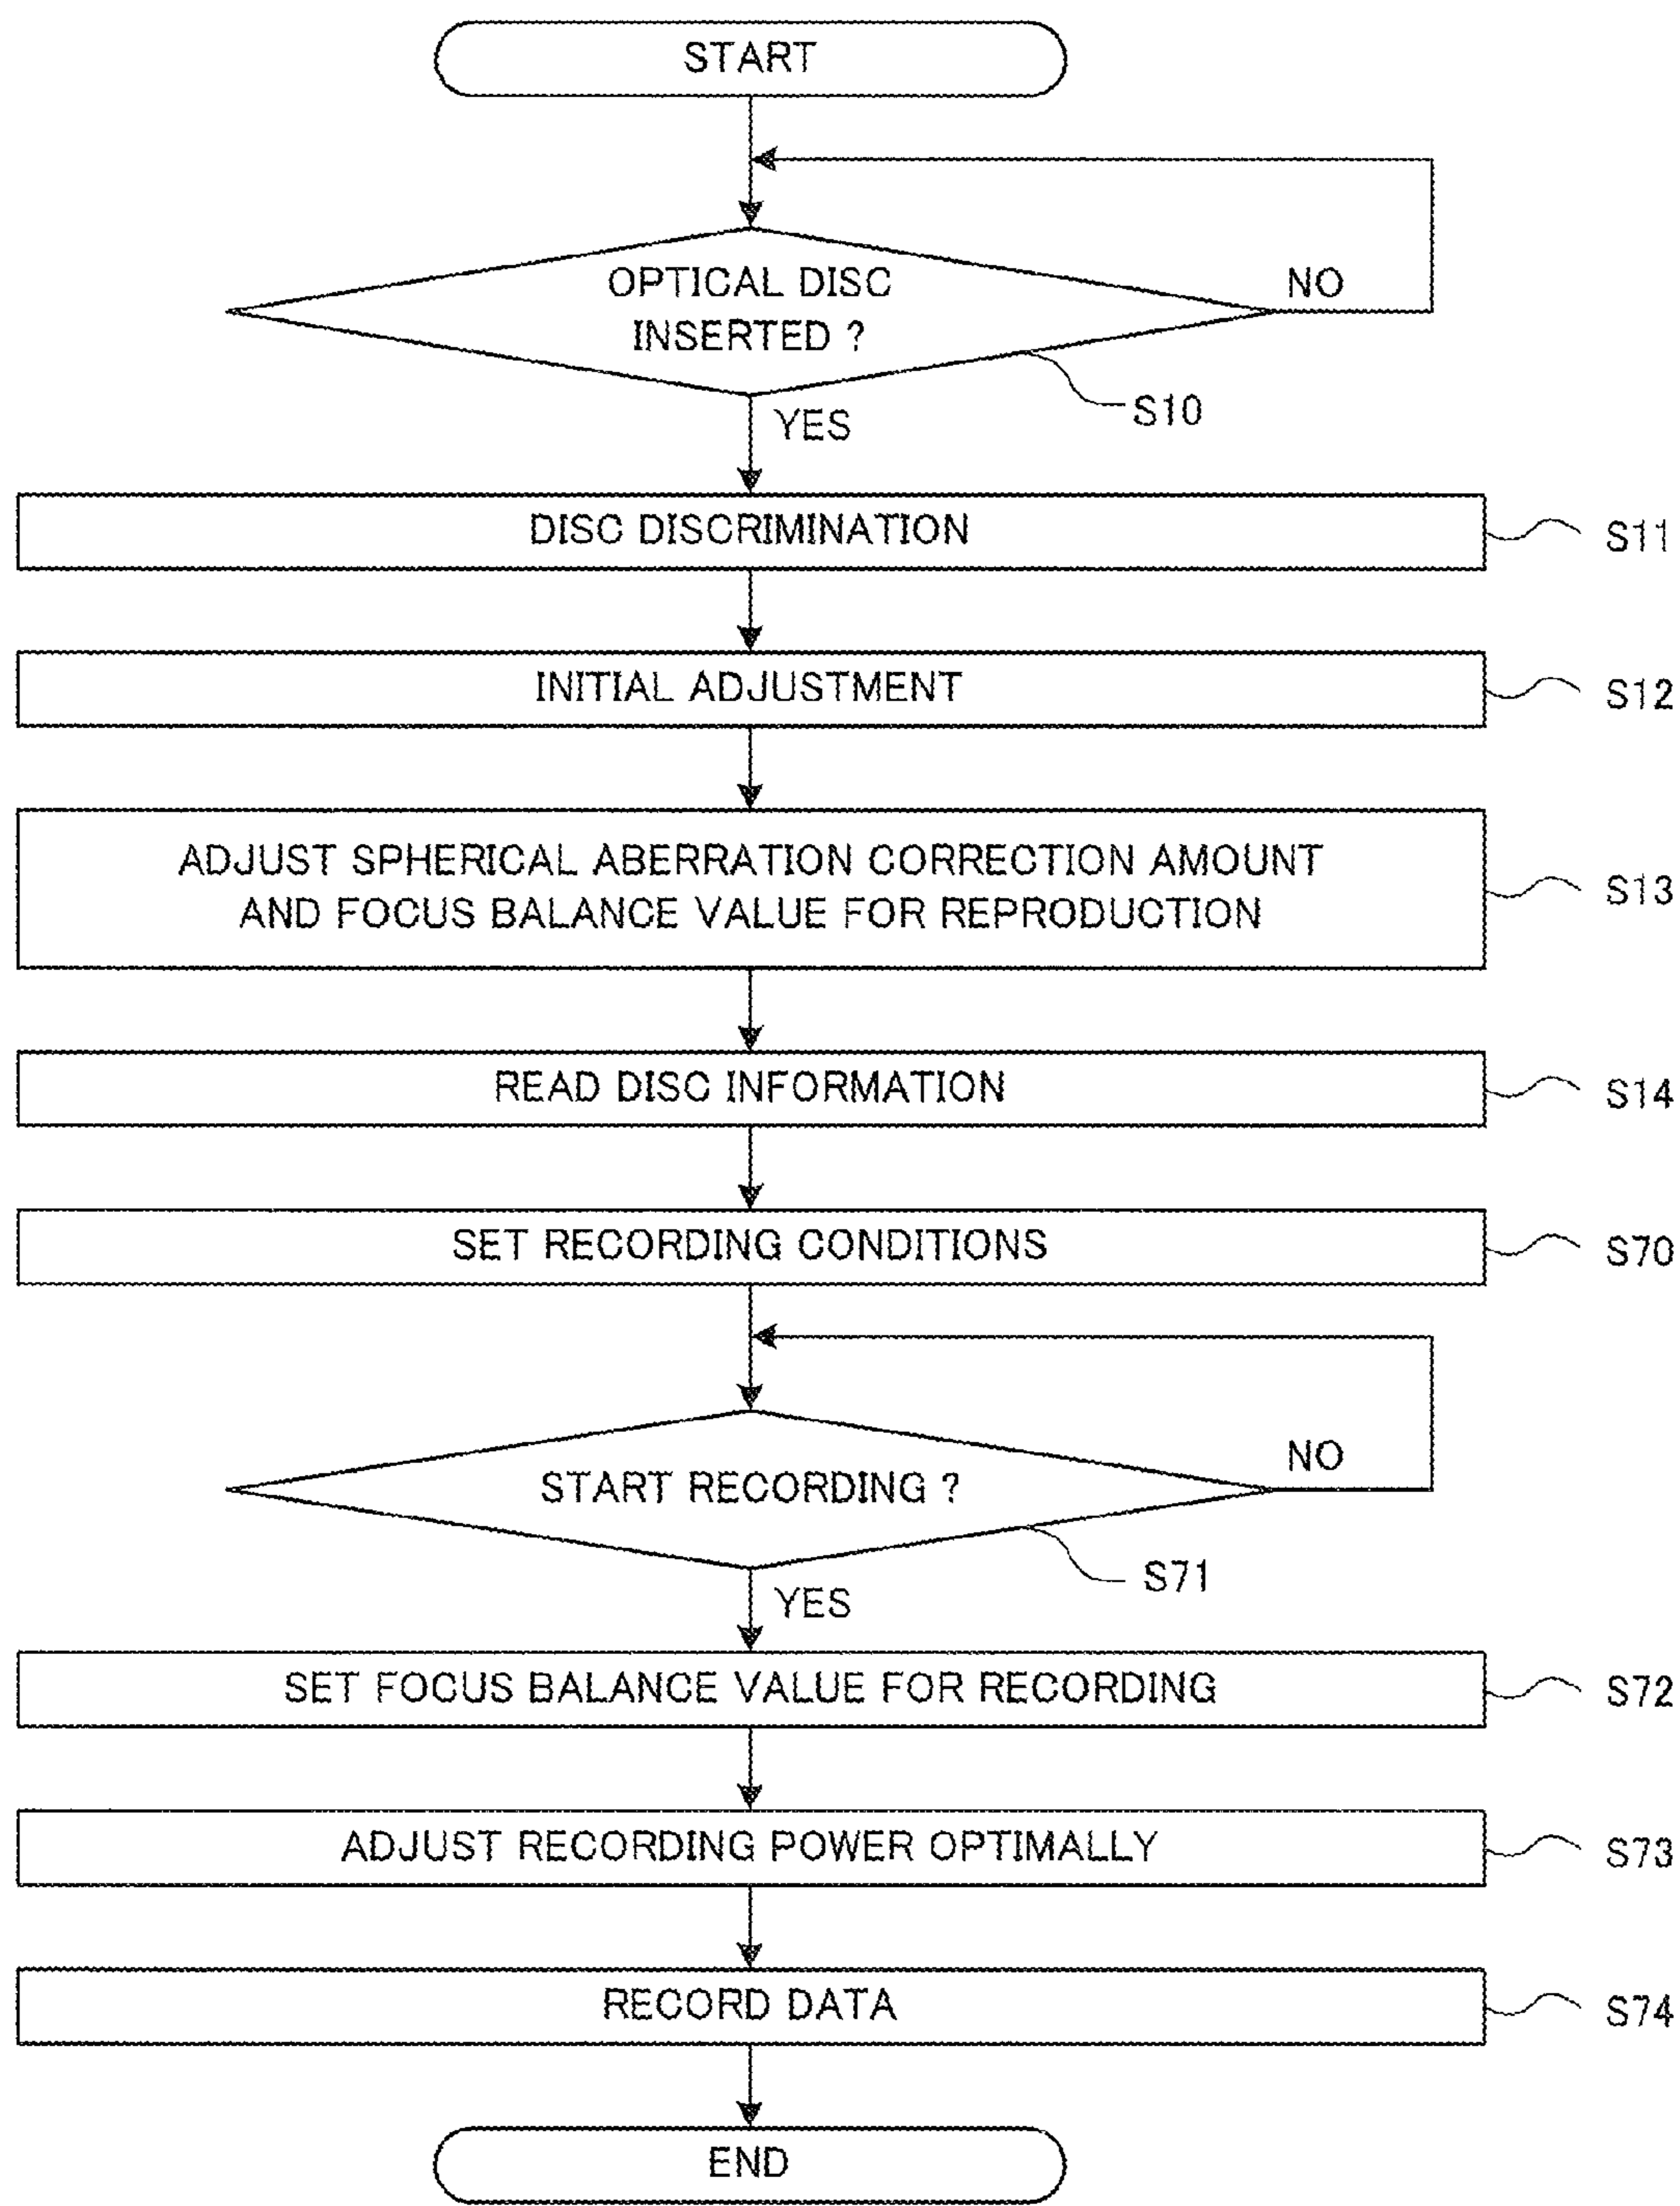 START
OPTICAL DISC
INSERTED ?
NO
S10
YES
DISC DISCRIMINATION
S11
INITIAL ADJUSTMENT
S12
ADJUST SPHERICAL ABERRATION CORRECTION AMOUNT
AND FOCUS BALANCE VALUE FOR REPRODUCTION
S13
READ DISC INFORMATION
S14
SET RECORDING CONDITIONS
S70
START RECORDING ?
NO
S71
YES
SET FOCUS BALANCE VALUE FOR RECORDING
S72
ADJUST RECORDING POWER OPTIMALLY
S73
RECORD DATA
S74
END